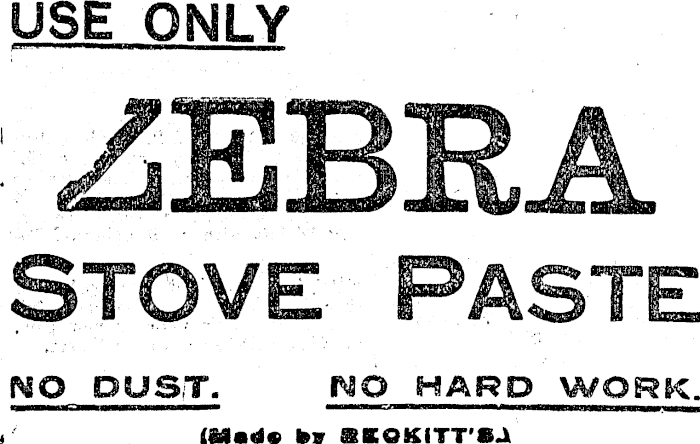 USE ONLY
ZEBRA
STOVE PASTE
NO DUST. NO HARD WORK.
(Made by RECKITT'S.)